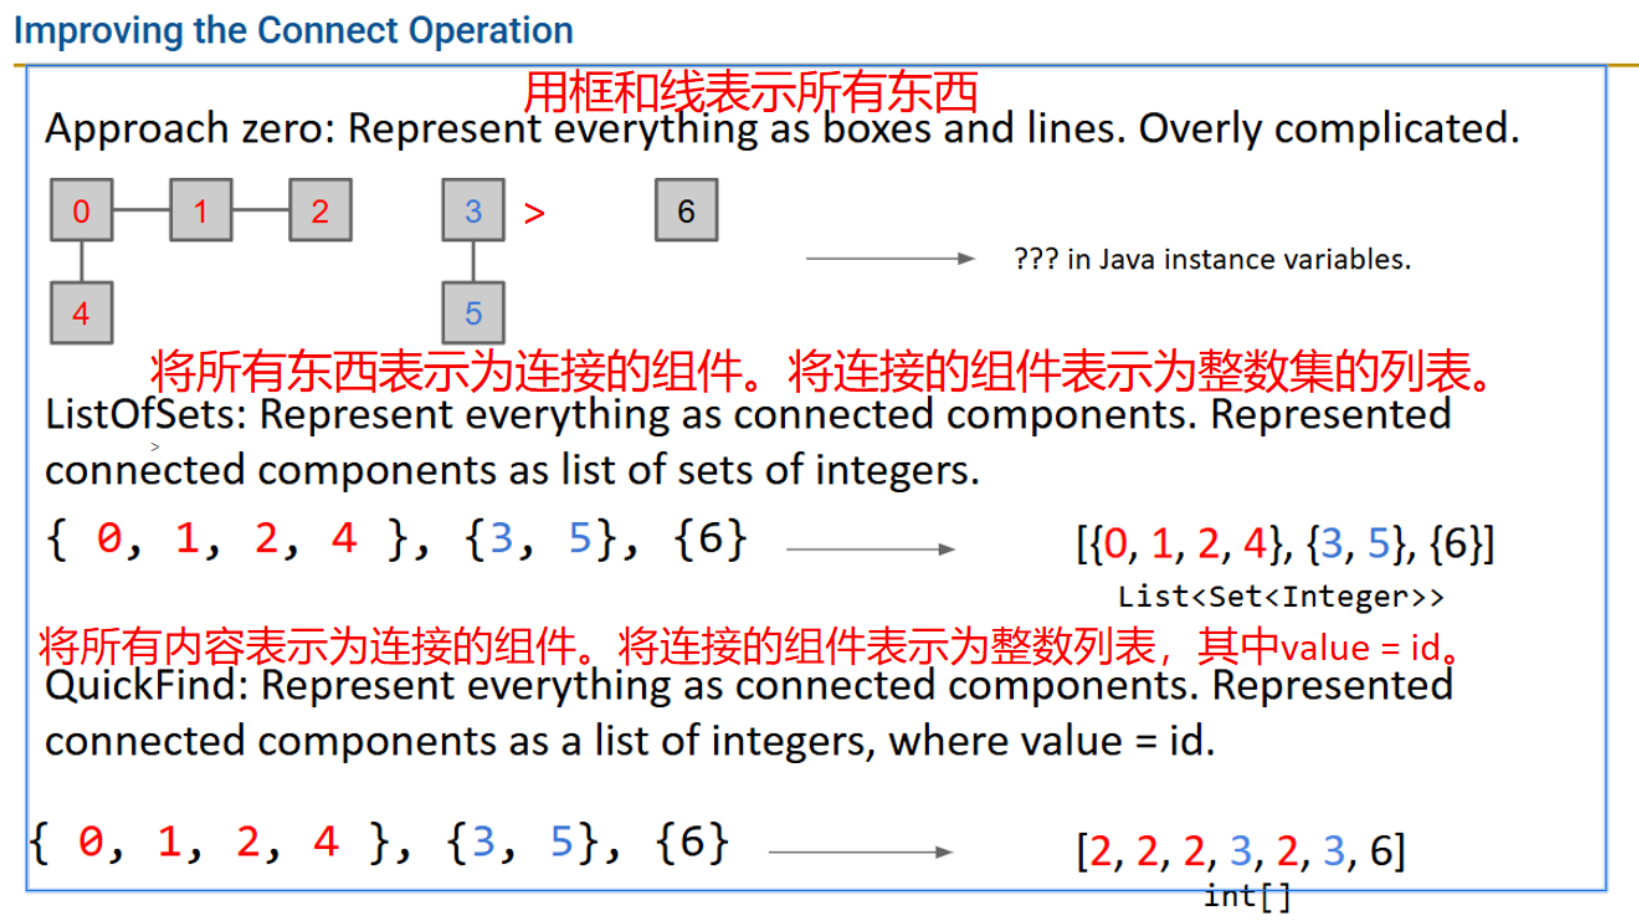 Improving the Connect Operation
用框和线表示所有东西
Approach zero: Represent everything as boxes and lines. Overly complicated.
0 1 2 3 > 6
??? in Java instance variables.
4 5
将所有东西表示为连接的组件。将连接的组件表示为整数集的列表。
ListOfSets: Represent everything as connected components. Represented
>
connected components as list of sets of integers.
{ 0, 1, 2, 4 }, {3, 5}, {6} [{0, 1, 2, 4}, {3, 5}, {6}]
List<Set<Integer>>
将所有内容表示为连接的组件。将连接的组件表示为整数列表，其中value = id。
QuickFind: Represent everything as connected components. Represented
connected components as a list of integers, where value = id.
{ 0, 1, 2, 4 }, {3, 5}, {6} [2, 2, 2, 3, 2, 3, 6]
int[]